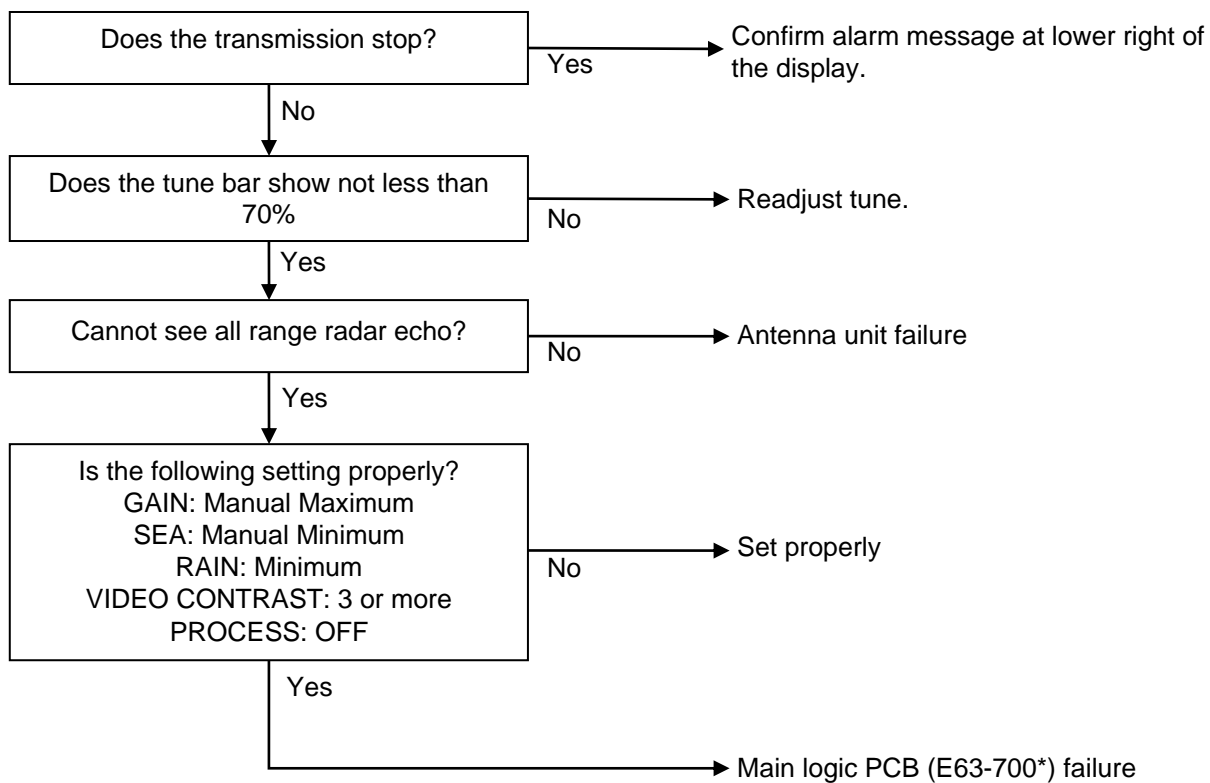 Does the transmission stop?
Yes
Confirm alarm message at lower right of
the display.
No
Does the tune bar show not less than
70%
No
Readjust tune.
Yes
Cannot see all range radar echo?
No
Antenna unit failure
Yes
Is the following setting properly?
GAIN: Manual Maximum
SEA: Manual Minimum
RAIN: Minimum
VIDEO CONTRAST: 3 or more
PROCESS: OFF
No
Set properly
Yes
Main logic PCB (E63-700*) failure